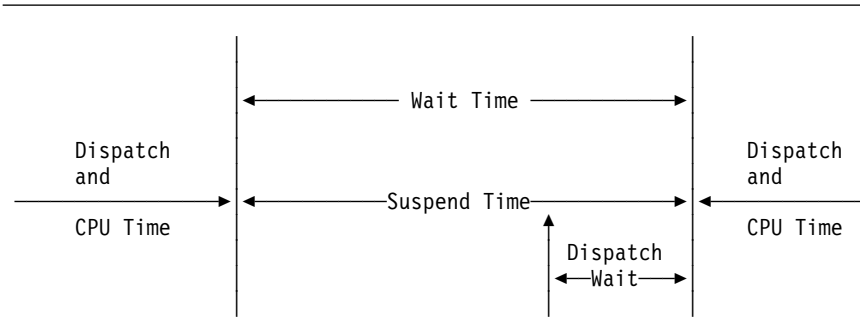 Wait Time
Dispatch
and
CPU Time
Suspend Time
Dispatch
Wait
Dispatch
and
CPU Time